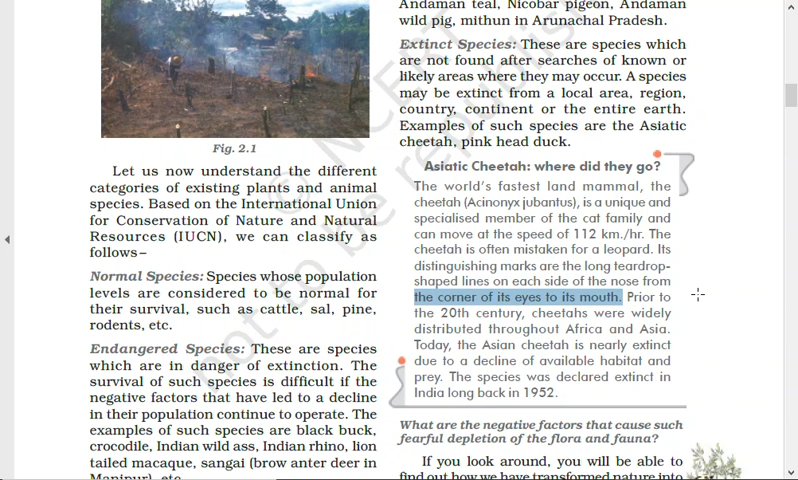 Fig. 2.1
Let us now understand the different
categories of existing plants and animal
species. Based on the International Union
for Conservation of Nature and Natural
Resources (IUCN), we can classify as
follows–
Normal Species: Species whose population
levels are considered to be normal for
their survival, such as cattle, sal, pine,
rodents, etc.
Endangered Species: These are species
which are in danger of extinction. The
survival of such species is difficult if the
negative factors that have led to a decline
in their population continue to operate. The
examples of such species are black buck,
crocodile, Indian wild ass, Indian rhino, lion
tailed macaque, sangai (brow anter deer in
Manipur), etc.
Andaman teal, Nicobar pigeon, Andaman
wild pig, mithun in Arunachal Pradesh.
Extinct Species: These are species which
are not found after searches of known or
likely areas where they may occur. A species
may be extinct from a local area, region,
country, continent or the entire earth.
Examples of such species are the Asiatic
cheetah, pink head duck.
Asiatic Cheetah: where did they go?
The world's fastest land mammal, the
cheetah (Acinonyx jubantus), is a unique and
specialised member of the cat family and
can move at the speed of 112 km./hr. The
cheetah is often mistaken for a leopard. Its
distinguishing marks are the long teardrop-
shaped lines on each side of the nose from
the corner of its eyes to its mouth. Prior to
the 20th century, cheetahs were widely
distributed throughout Africa and Asia.
Today, the Asian cheetah is nearly extinct
due to a decline of available habitat and
prey. The species was declared extinct in
India long back in 1952.
What are the negative factors that cause such
fearful depletion of the flora and fauna?
If you look around, you will be able to
find out how we have transformed nature into
© NCERT
not to be republis